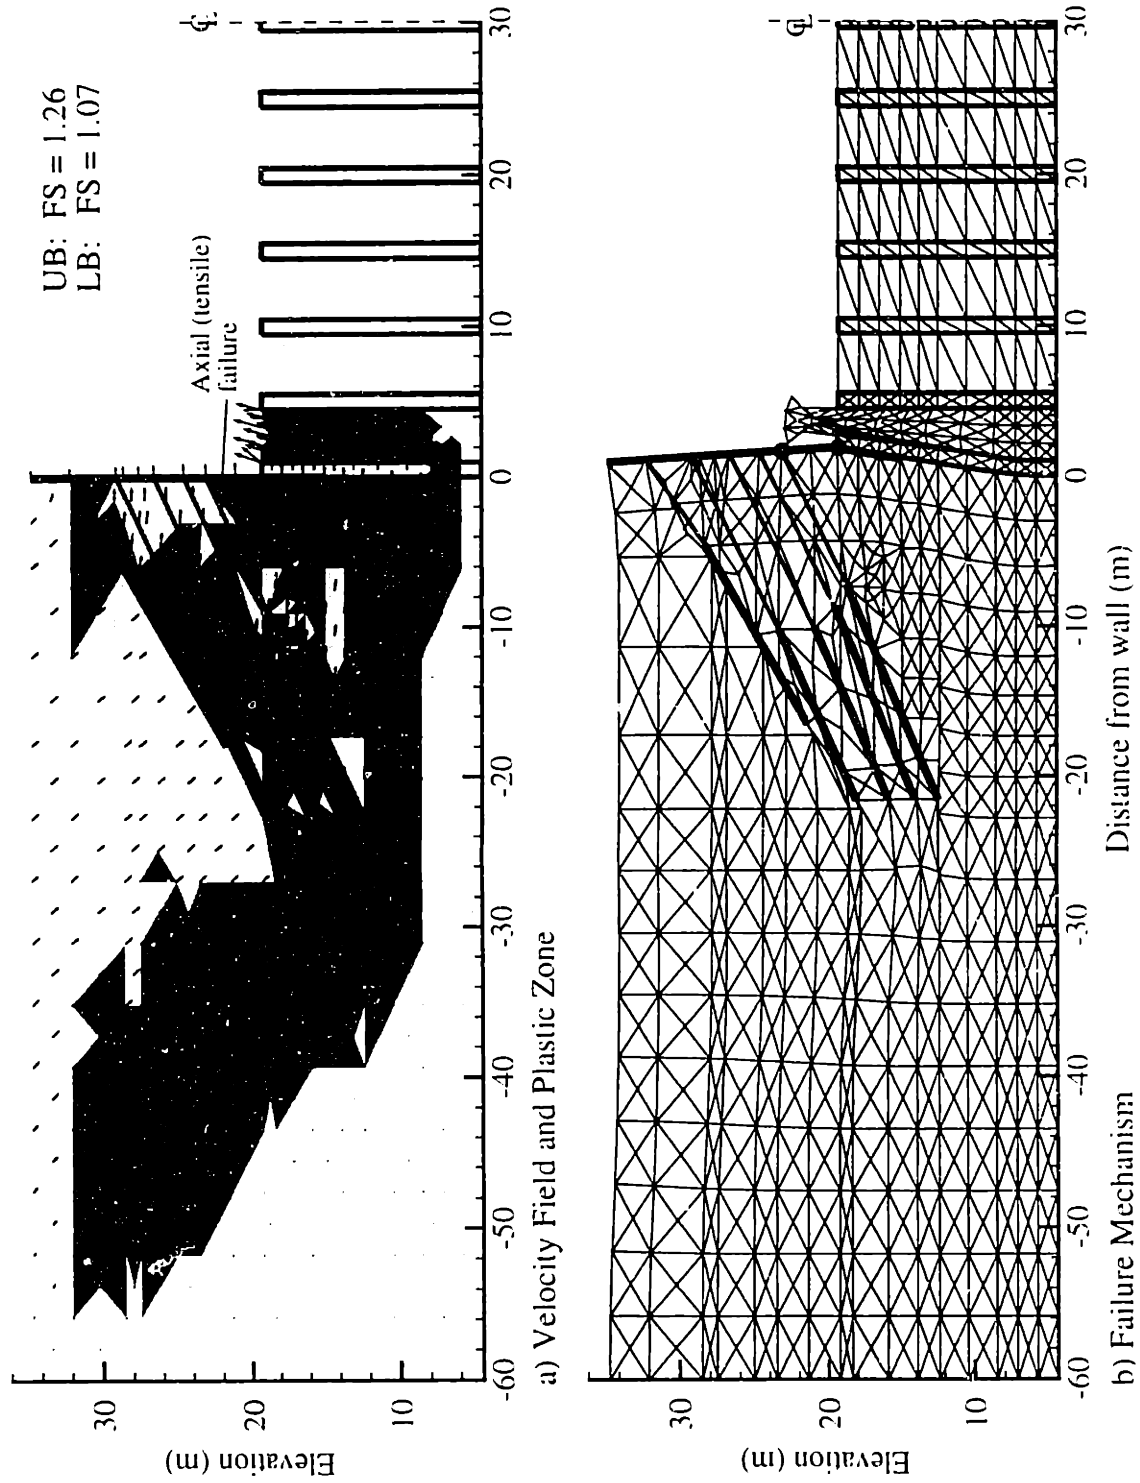 UB: FS = 1.26
LB: FS = 1.07
Axial (tensile)
failure
℄
Elevation (m)
30
20
10
-60 -50 -40 -30 -20 -10 0 10 20 30
a) Velocity Field and Plastic Zone
℄
Elevation (m)
30
20
10
-60 -50 -40 -30 -20 -10 0 10 20 30
Distance from wall (m)
b) Failure Mechanism